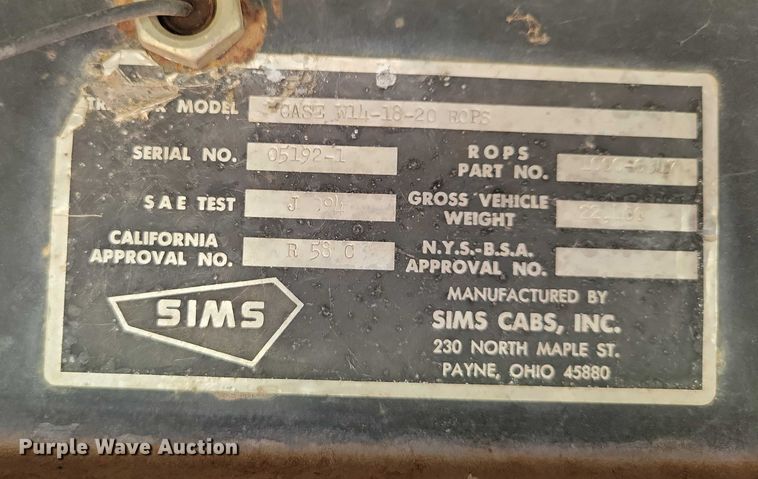 MODEL CASE W14-18-20 ROPS
SERIAL NO. 05192-1
ROPS
PART NO.
SAE TEST J
GROSS VEHICLE
WEIGHT
CALIFORNIA
APPROVAL NO. R 58 C
N.Y.S.-B.S.A.
APPROVAL NO.
SIMS
MANUFACTURED BY
SIMS CABS, INC.
230 NORTH MAPLE ST.
PAYNE, OHIO 45880
Purple Wave Auction